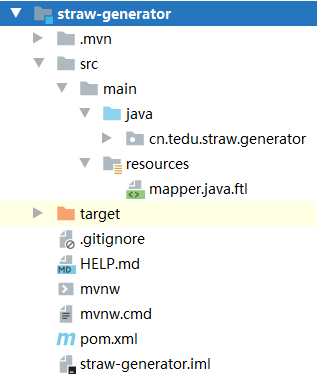 straw-generator
.mvn
src
main
java
cn.tedu.straw.generator
resources
mapper.java.ftl
target
.gitignore
HELP.md
mvnw
mvnw.cmd
pom.xml
straw-generator.iml